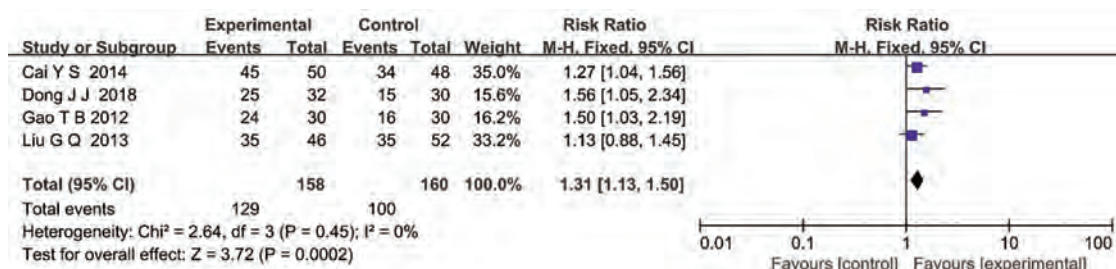 Experimental Control Risk Ratio Risk Ratio
Study or Subgroup Events Total Events Total Weight M-H, Fixed, 95% CI M-H, Fixed, 95% CI
Cai Y S 2014 45 50 34 48 35.0% 1.27 [1.04, 1.56]
Dong J J 2018 25 32 15 30 15.6% 1.56 [1.05, 2.34]
Gao T B 2012 24 30 16 30 16.2% 1.50 [1.03, 2.19]
Liu G Q 2013 35 46 35 52 33.2% 1.13 [0.88, 1.45]
Total (95% CI) 158 160 100.0% 1.31 [1.13, 1.50]
Total events 129 100
Heterogeneity: Chi² = 2.64, df = 3 (P = 0.45); I² = 0%
Test for overall effect: Z = 3.72 (P = 0.0002)
0.01 0.1 1 10 100
Favours [control] Favours [experimental]